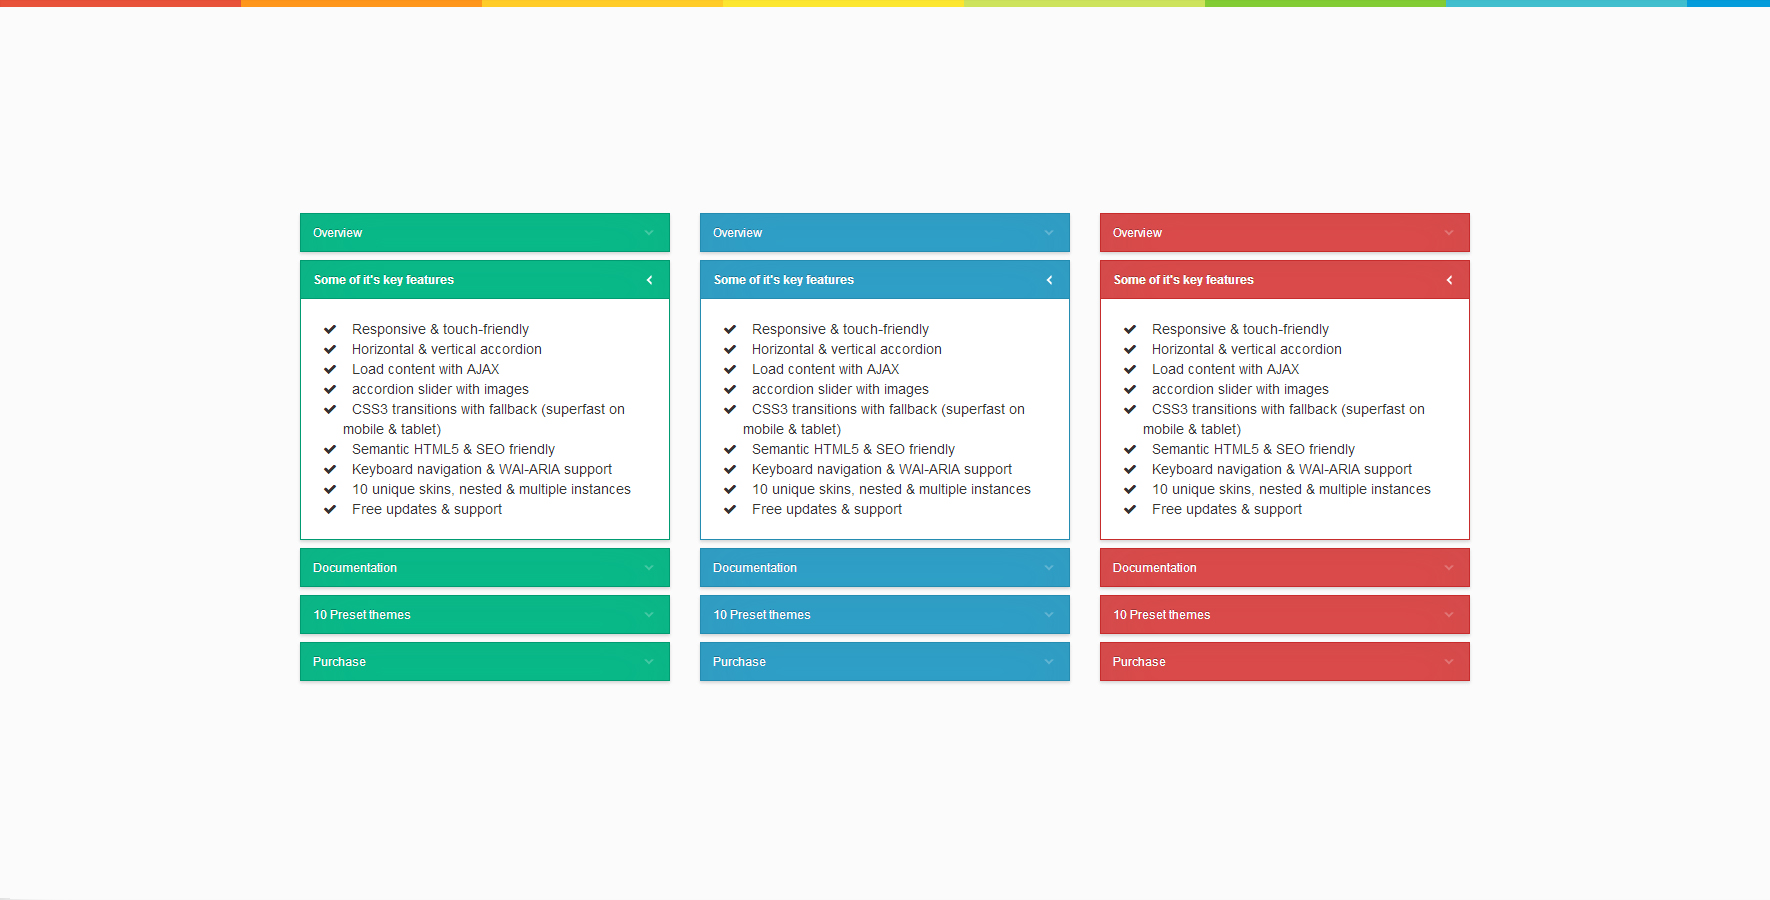 Overview
Some of it's key features
Responsive & touch-friendly
Horizontal & vertical accordion
Load content with AJAX
accordion slider with images
CSS3 transitions with fallback (superfast on
mobile & tablet)
Semantic HTML5 & SEO friendly
Keyboard navigation & WAI-ARIA support
10 unique skins, nested & multiple instances
Free updates & support
Documentation
10 Preset themes
Purchase
Overview
Some of it's key features
Responsive & touch-friendly
Horizontal & vertical accordion
Load content with AJAX
accordion slider with images
CSS3 transitions with fallback (superfast on
mobile & tablet)
Semantic HTML5 & SEO friendly
Keyboard navigation & WAI-ARIA support
10 unique skins, nested & multiple instances
Free updates & support
Documentation
10 Preset themes
Purchase
Overview
Some of it's key features
Responsive & touch-friendly
Horizontal & vertical accordion
Load content with AJAX
accordion slider with images
CSS3 transitions with fallback (superfast on
mobile & tablet)
Semantic HTML5 & SEO friendly
Keyboard navigation & WAI-ARIA support
10 unique skins, nested & multiple instances
Free updates & support
Documentation
10 Preset themes
Purchase